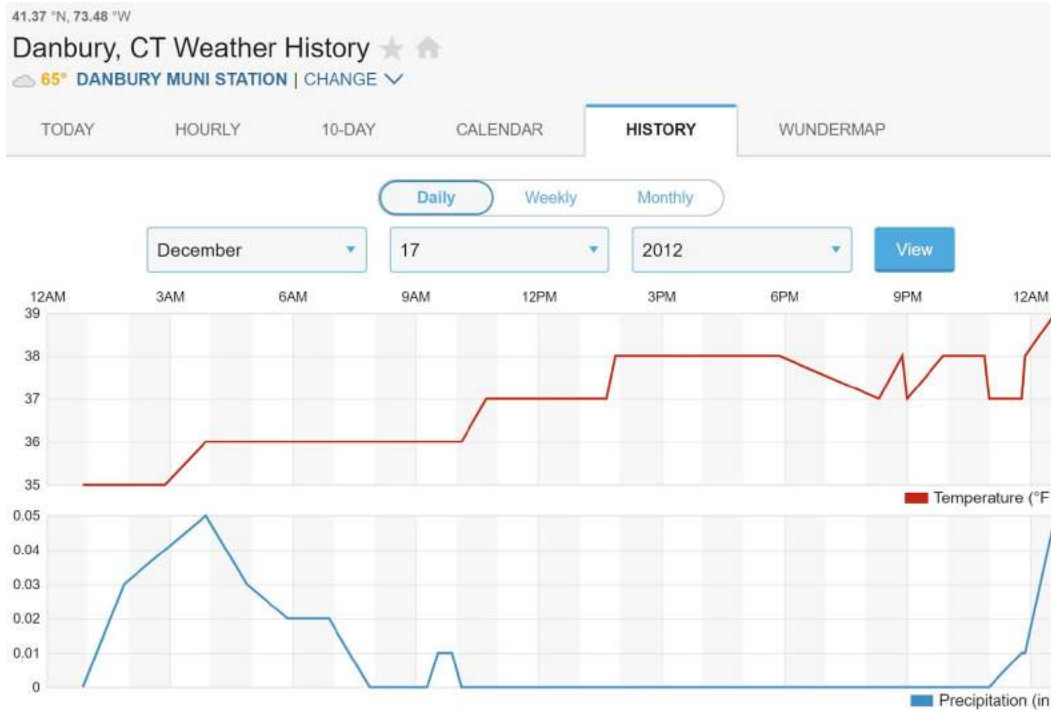 41.37 °N, 73.48 °W
Danbury, CT Weather History
65° DANBURY MUNI STATION | CHANGE
TODAY HOURLY 10-DAY CALENDAR HISTORY WUNDERMAP
Daily Weekly Monthly
December 17 2012 View
12AM 3AM 6AM 9AM 12PM 3PM 6PM 9PM 12AM
39
38
37
36
35
Temperature (°F
0.05
0.04
0.03
0.02
0.01
0
Precipitation (in